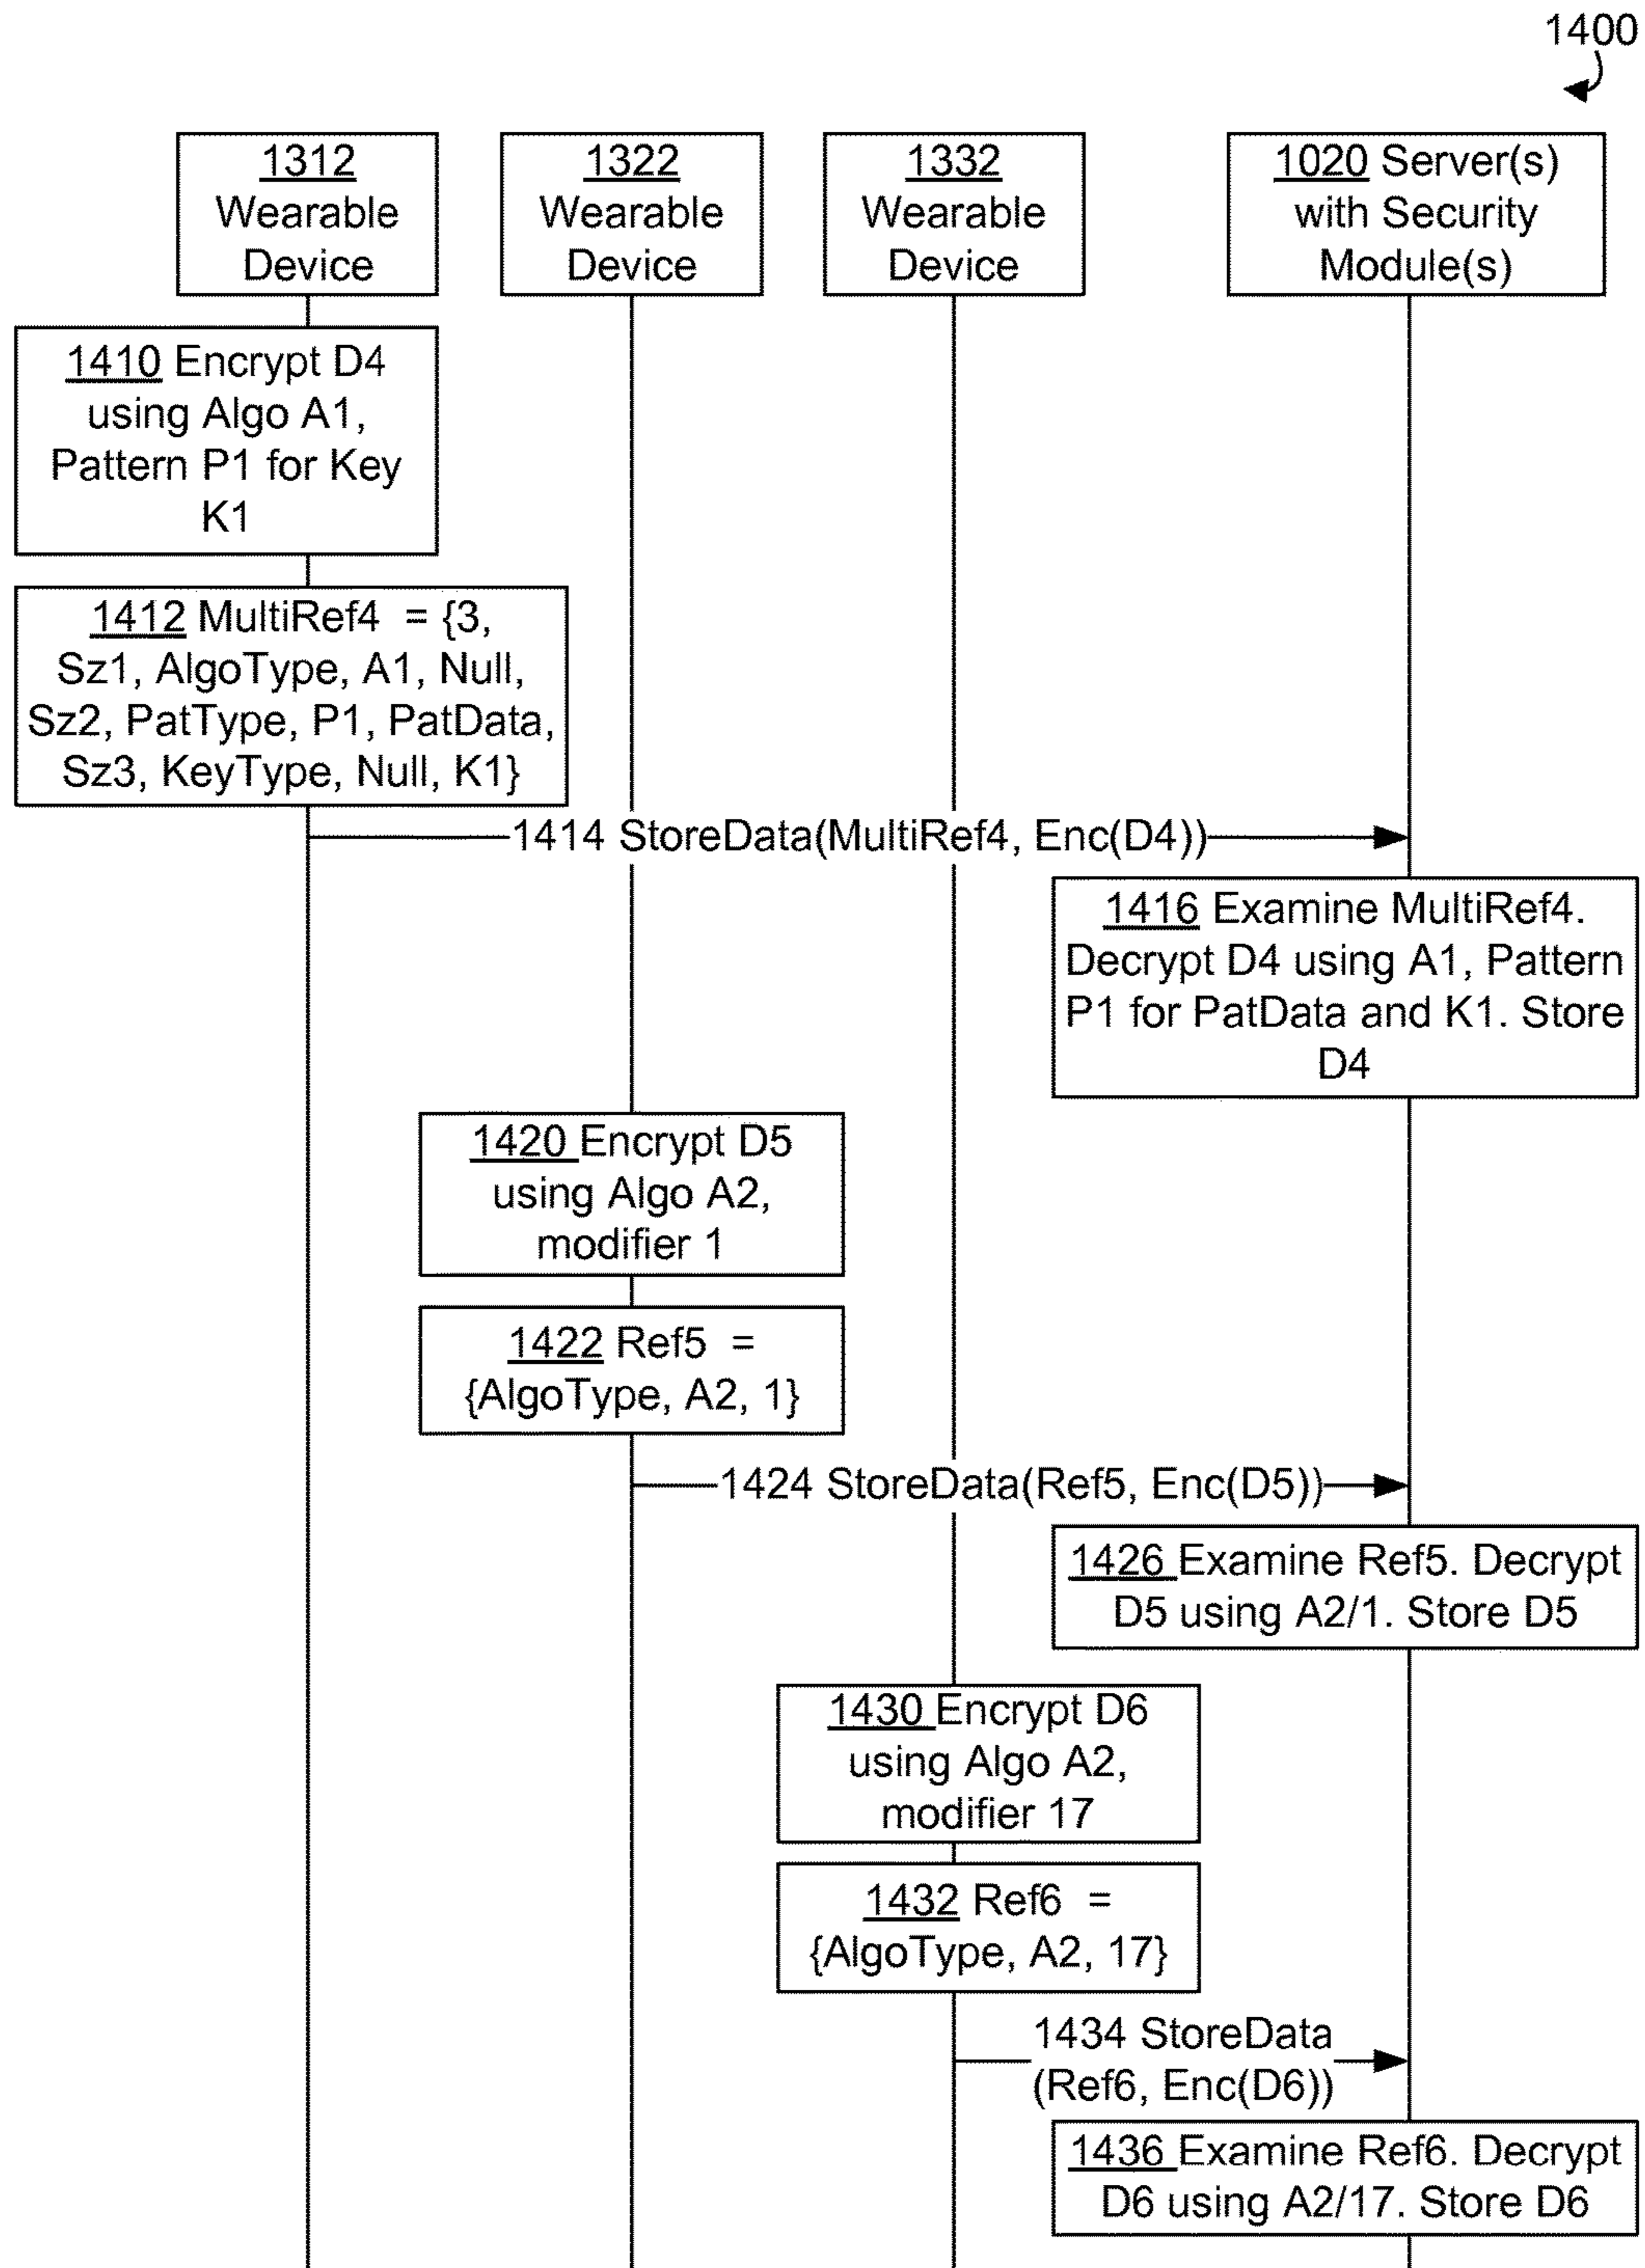 1400
1312
Wearable
Device
1322
Wearable
Device
1332
Wearable
Device
1020 Server(s)
with Security
Module(s)
1410 Encrypt D4
using Algo A1,
Pattern P1 for Key
K1
1412 MultiRef4 = {3,
Sz1, AlgoType, A1, Null,
Sz2, PatType, P1, PatData,
Sz3, KeyType, Null, K1}
1414 StoreData(MultiRef4, Enc(D4))
1416 Examine MultiRef4.
Decrypt D4 using A1, Pattern
P1 for PatData and K1. Store
D4
1420 Encrypt D5
using Algo A2,
modifier 1
1422 Ref5 =
{AlgoType, A2, 1}
1424 StoreData(Ref5, Enc(D5))
1426 Examine Ref5. Decrypt
D5 using A2/1. Store D5
1430 Encrypt D6
using Algo A2,
modifier 17
1432 Ref6 =
{AlgoType, A2, 17}
1434 StoreData
(Ref6, Enc(D6))
1436 Examine Ref6. Decrypt
D6 using A2/17. Store D6